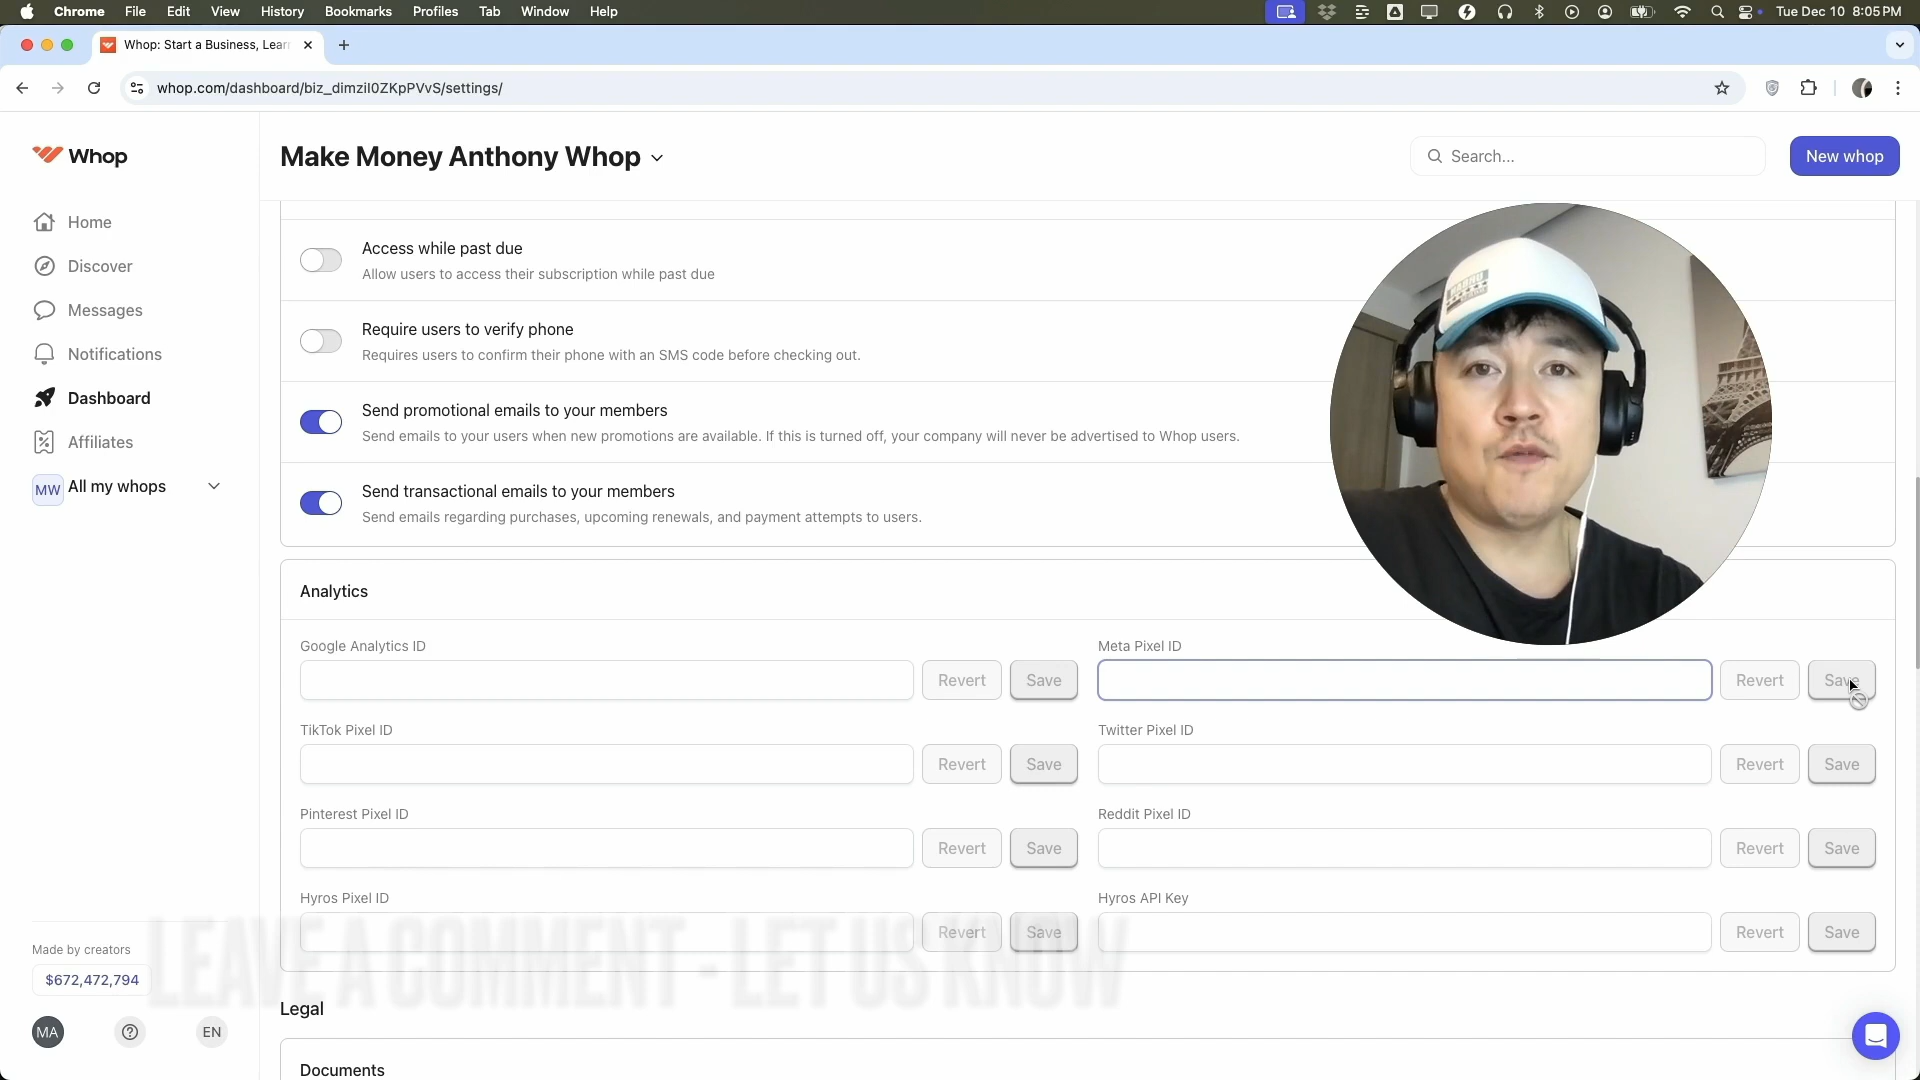 Chrome File Edit View History Bookmarks Profiles Tab Window Help Tue Dec 10 8:05 PM
Whop: Start a Business, Lear
whop.com/dashboard/biz_dimziI0ZKpPVvS/settings/
Whop
Make Money Anthony Whop
Search...
New whop
Home
Discover
Messages
Notifications
Dashboard
Affiliates
MW All my whops
Access while past due
Allow users to access their subscription while past due
Require users to verify phone
Requires users to confirm their phone with an SMS code before checking out.
Send promotional emails to your members
Send emails to your users when new promotions are available. If this is turned off, your company will never be advertised to Whop users.
Send transactional emails to your members
Send emails regarding purchases, upcoming renewals, and payment attempts to users.
Analytics
Google Analytics ID Meta Pixel ID
Revert Save Revert Save
TikTok Pixel ID Twitter Pixel ID
Revert Save Revert Save
Pinterest Pixel ID Reddit Pixel ID
Revert Save Revert Save
Hyros Pixel ID Hyros API Key
Revert Save Revert Save
LEAVE A COMMENT - LET US KNOW
Made by creators
$672,472,794
MA EN
Legal
Documents